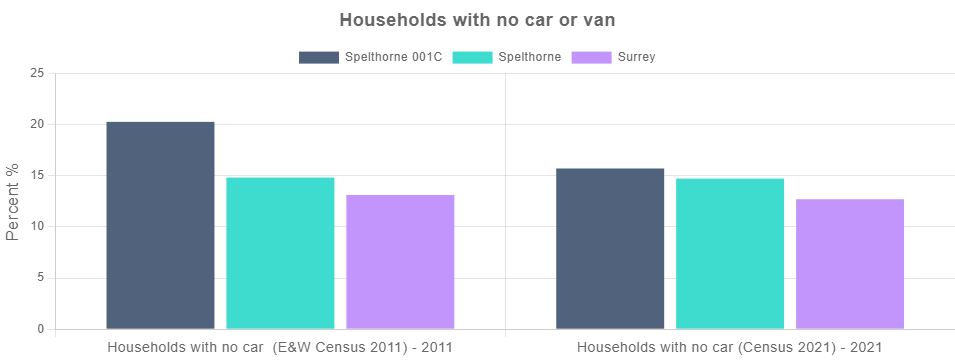 Households with no car or van
Spelthorne 001C Spelthorne Surrey
25
20
15
10
5
0
Percent %
Households with no car  (E&W Census 2011) - 2011
Households with no car (Census 2021) - 2021